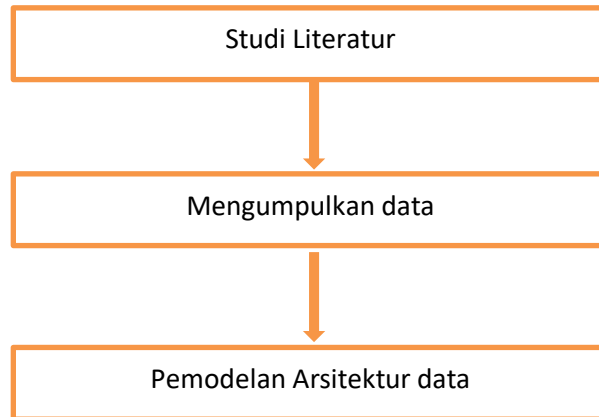 Studi Literatur
Mengumpulkan data
Pemodelan Arsitektur data